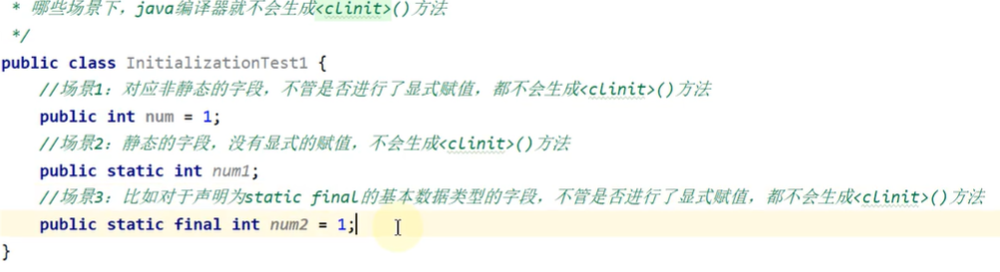 * 哪些场景下，java编译器就不会生成<clinit>()方法
*/
public class InitializationTest1 {
//场景1：对应非静态的字段，不管是否进行了显式赋值，都不会生成<clinit>()方法
public int num = 1;
//场景2：静态的字段，没有显式的赋值，不会生成<clinit>()方法
public static int num1;
//场景3：比如对于声明为static final的基本数据类型的字段，不管是否进行了显式赋值，都不会生成<clinit>()方法
public static final int num2 = 1;
}